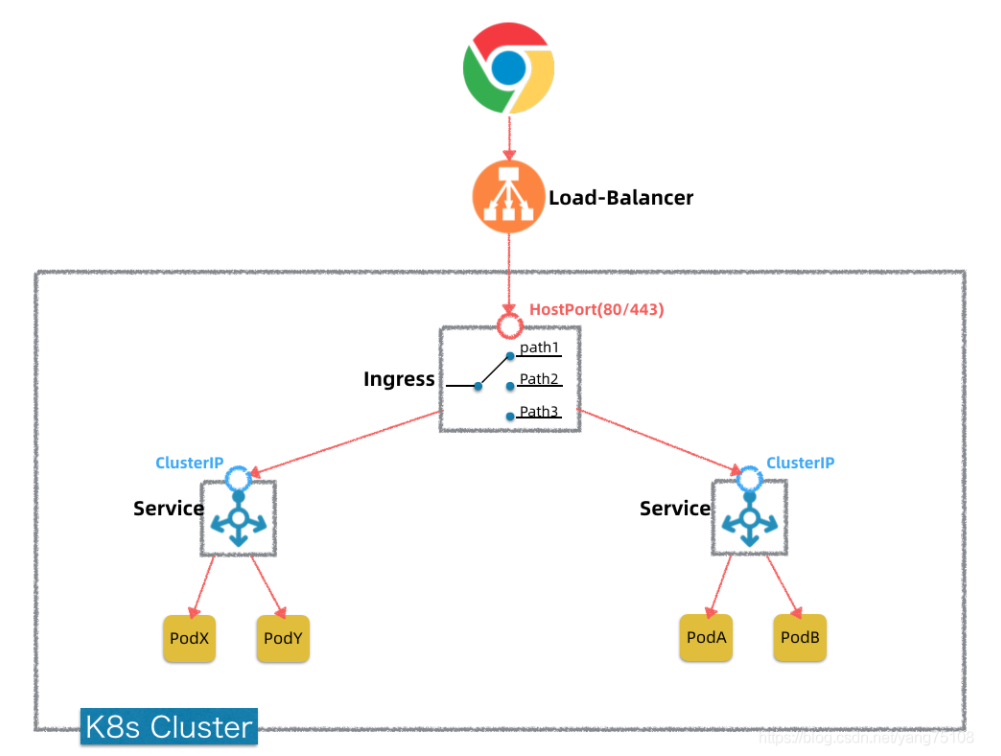 Load-Balancer
HostPort(80/443)
path1
Ingress
Path2
Path3
ClusterIP
ClusterIP
Service
Service
PodX
PodY
PodA
PodB
K8s Cluster
https://blog.csdn.net/yang75108